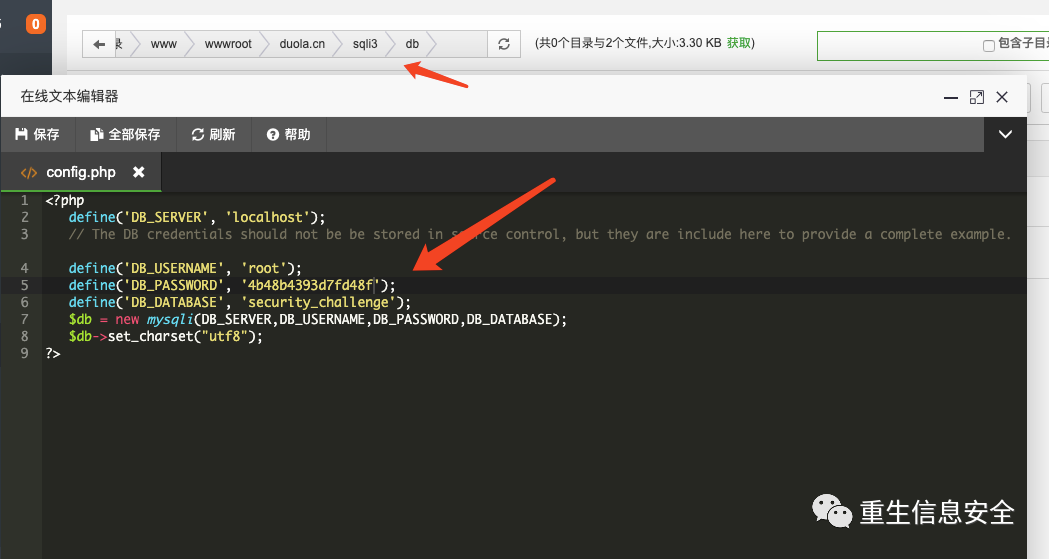 0
录 www wwwroot duola.cn sqli3 db (共0个目录与2个文件,大小:3.30 KB 获取) 包含子目
在线文本编辑器
保存 全部保存 刷新 帮助
</> config.php
1 <?php
2 define('DB_SERVER', 'localhost');
3 // The DB credentials should not be be stored in source control, but they are include here to provide a complete example.
4 define('DB_USERNAME', 'root');
5 define('DB_PASSWORD', '4b48b4393d7fd48f');
6 define('DB_DATABASE', 'security_challenge');
7 $db = new mysqli(DB_SERVER,DB_USERNAME,DB_PASSWORD,DB_DATABASE);
8 $db->set_charset("utf8");
9 ?>
重生信息安全